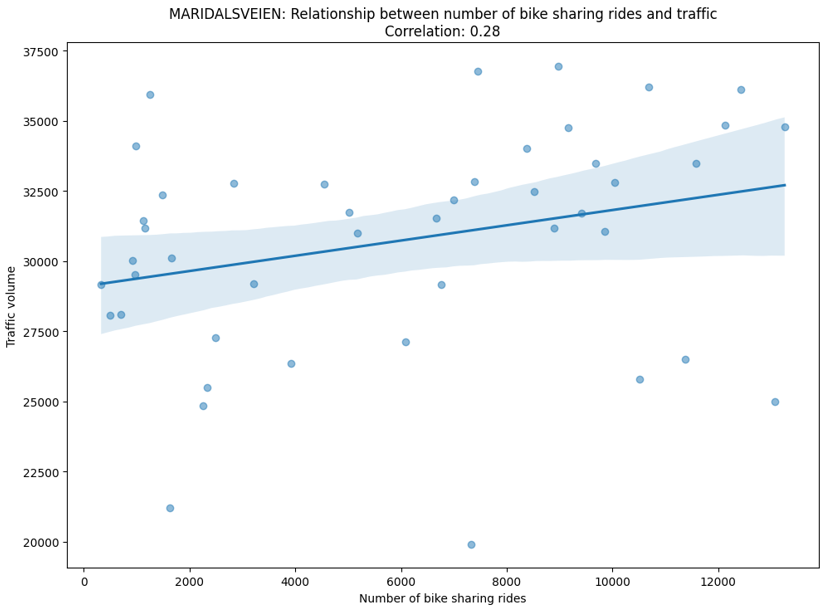 MARIDALSVEIEN: Relationship between number of bike sharing rides and traffic
Correlation: 0.28
37500
35000
32500
30000
27500
25000
22500
20000
Traffic volume
0 2000 4000 6000 8000 10000 12000
Number of bike sharing rides